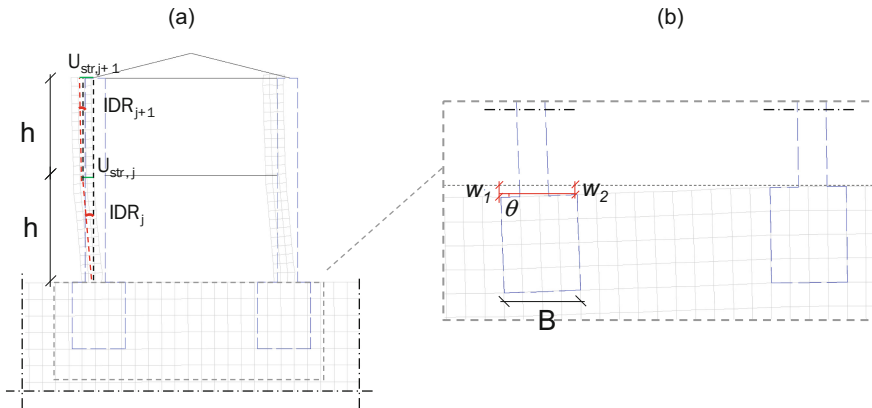 (a)
(b)
U_str,j+1
IDR_j+1
h
U_str,j
h
IDR_j
w_1
w_2
θ
B